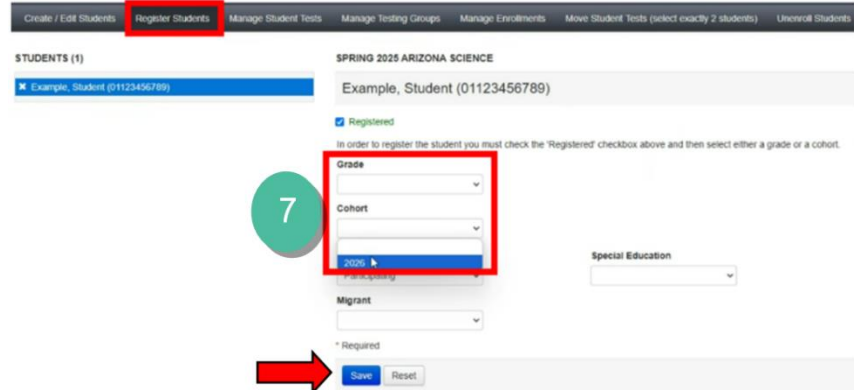 Create / Edit Students Register Students Manage Student Tests Manage Testing Groups Manage Enrollments Move Student Tests (select exactly 2 students) Unenroll Students
STUDENTS (1)
SPRING 2025 ARIZONA SCIENCE
✖ Example, Student (01123456789)
Example, Student (01123456789)
Registered
In order to register the student you must check the 'Registered' checkbox above and then select either a grade or a cohort.
Grade
7
Cohort
2026
Special Education
Participating
Migrant
* Required
Save Reset